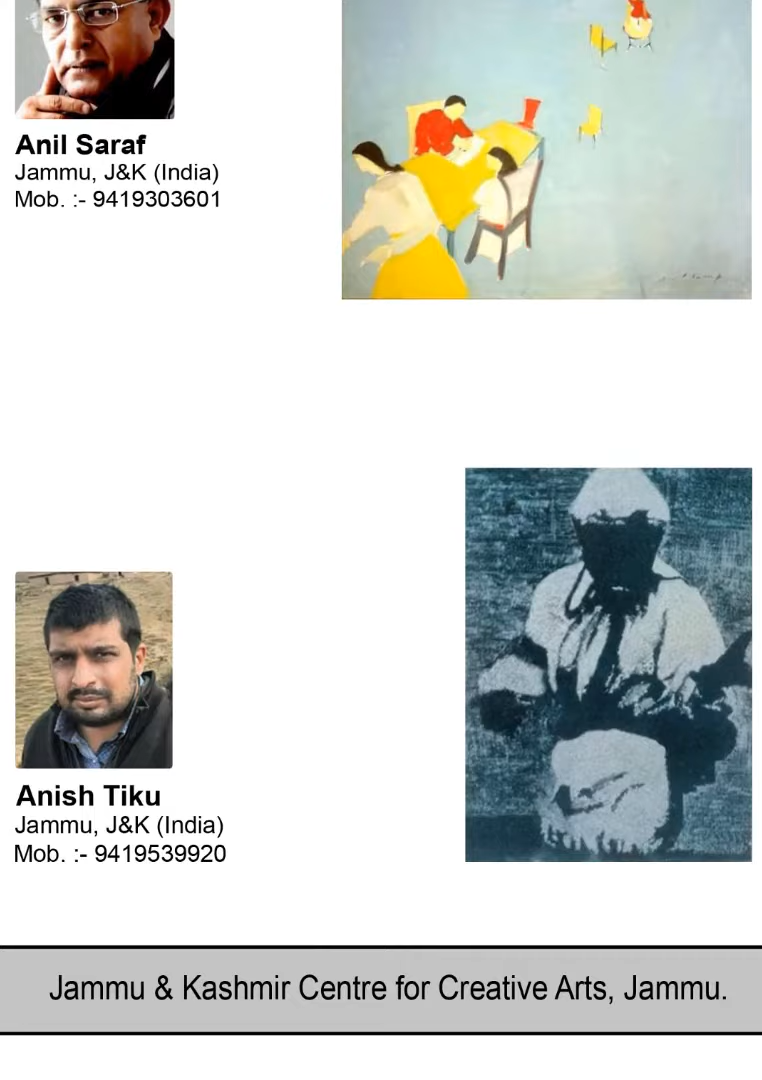 Anil Saraf
Jammu, J&K (India)
Mob. :- 9419303601
Anish Tiku
Jammu, J&K (India)
Mob. :- 9419539920
Jammu & Kashmir Centre for Creative Arts, Jammu.